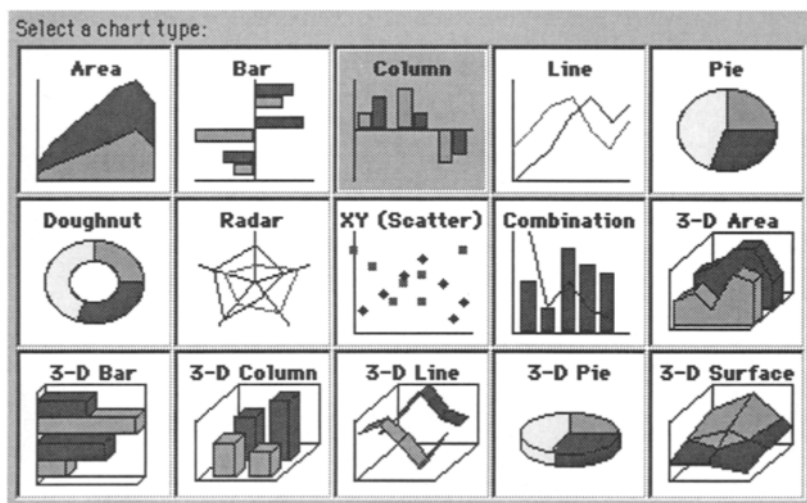 Select a chart type:
Area
Bar
Column
Line
Pie
Doughnut
Radar
XY (Scatter)
Combination
3-D Area
3-D Bar
3-D Column
3-D Line
3-D Pie
3-D Surface